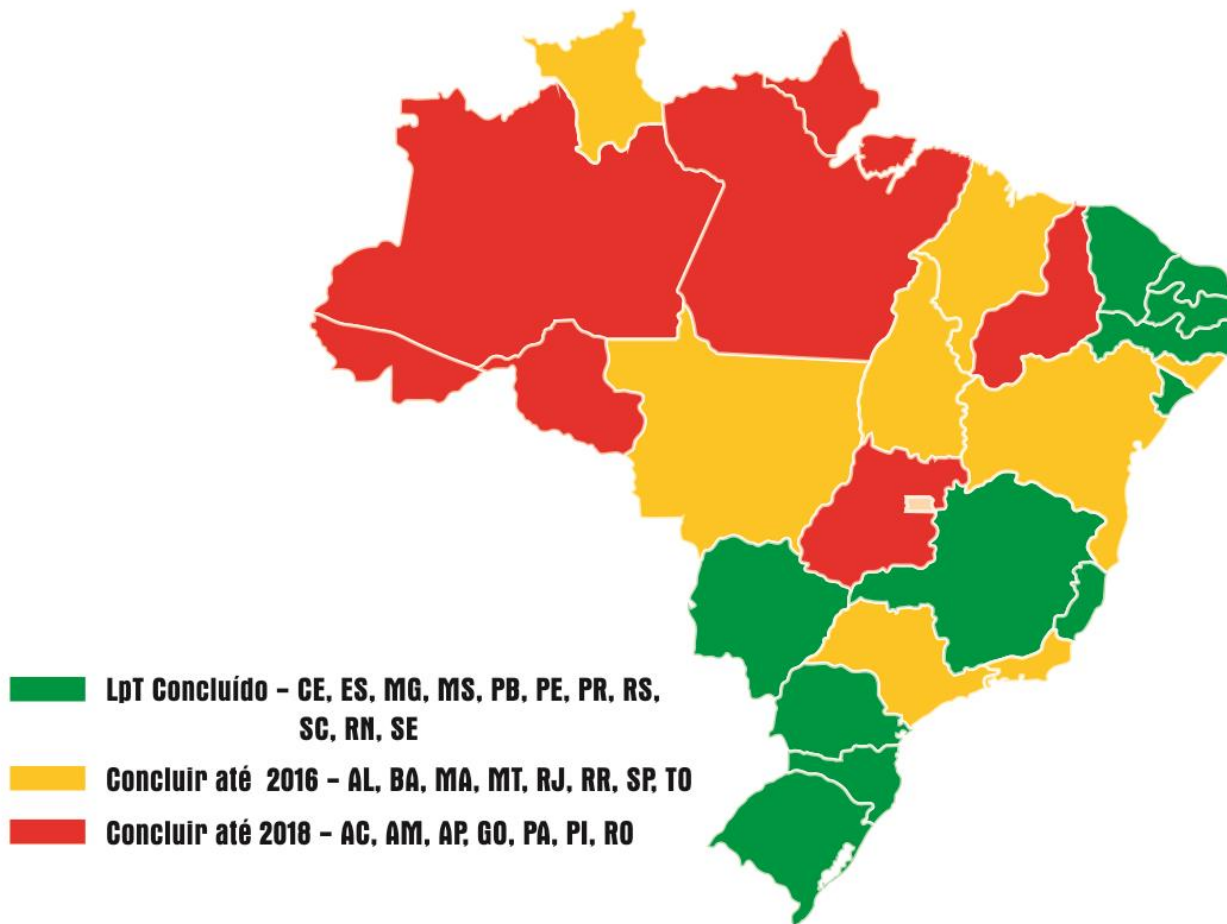 LpT Concluído – CE, ES, MG, MS, PB, PE, PR, RS,
SC, RN, SE
Concluir até 2016 – AL, BA, MA, MT, RJ, RR, SP, TO
Concluir até 2018 – AC, AM, AP, GO, PA, PI, RO